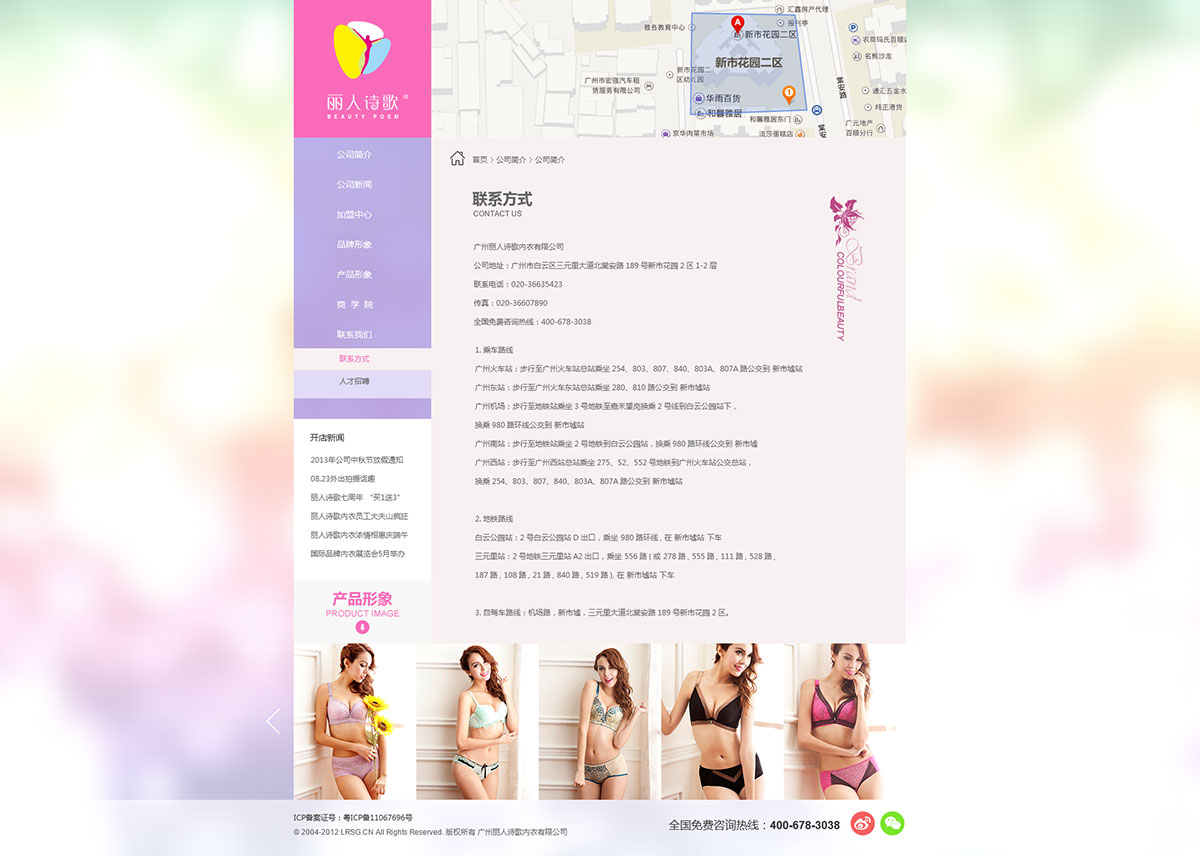 丽人诗歌
BEAUTY POEM
汇鑫房产代理
雅各教育中心
报刊亭
新市花园二区
农商玛氏百顺店
名剪沙龙
新市花园二区
新市花园二
区幼儿园
广州市宏强汽车租
赁服务有限公司
通汇五金水
华雨百货
纯正港货
和馨雅居
和馨雅居东门
广元地产
百顺分行
京华肉菜市场
流莎蛋糕店
公司简介
公司新闻
加盟中心
品牌形象
产品形象
商 学 院
联系我们
联系方式
人才招聘
首页 > 公司简介 > 公司简介
联系方式
CONTACT US
Brand
COLOURFULBEAUTY
广州丽人诗歌内衣有限公司
公司地址：广州市白云区三元里大道北棠安路 189 号新市花园 2 区 1-2 层
联系电话：020-36635423
传真：020-36607890
全国免费咨询热线：400-678-3038
1. 乘车路线
广州火车站：步行至广州火车站总站乘坐 254、803、807、840、803A、807A 路公交到 新市墟站
广州东站：步行至广州火车东站总站乘坐 280、810 路公交到 新市墟站
广州机场：步行至地铁站乘坐 3 号地铁至嘉禾望岗换乘 2 号线到白云公园站下，
换乘 980 路环线公交到 新市墟站
广州南站：步行至地铁站乘坐 2 号地铁到白云公园站，换乘 980 路环线公交到 新市墟
广州西站：步行至广州西站总站乘坐 275、52、552 号地铁到广州火车站公交总站，
换乘 254、803、807、840、803A、807A 路公交到 新市墟站
2. 地铁路线
白云公园站：2 号白云公园站 D 出口，乘坐 980 路环线 , 在 新市墟站 下车
三元里站：2 号地铁三元里站 A2 出口，乘坐 556 路 ( 或 278 路 , 555 路 , 111 路 , 528 路 ,
187 路 , 108 路 , 21 路 , 840 路 , 519 路 ), 在 新市墟站 下车
3. 自驾车路线：机场路，新市墟，三元里大道北棠安路 189 号新市花园 2 区。
开店新闻
2013年公司中秋节放假通知
08.23外出拍摄话趣
丽人诗歌七周年 “买1送3”
丽人诗歌内衣员工大夫山疯狂
丽人诗歌内衣浓情相惠庆端午
国际品牌内衣展览会5月举办
产品形象
PRODUCT IMAGE
ICP备案证号：粤ICP备11067696号
© 2004-2012 LRSG.CN All Rights Reserved. 版权所有 广州丽人诗歌内衣有限公司
全国免费咨询热线：400-678-3038